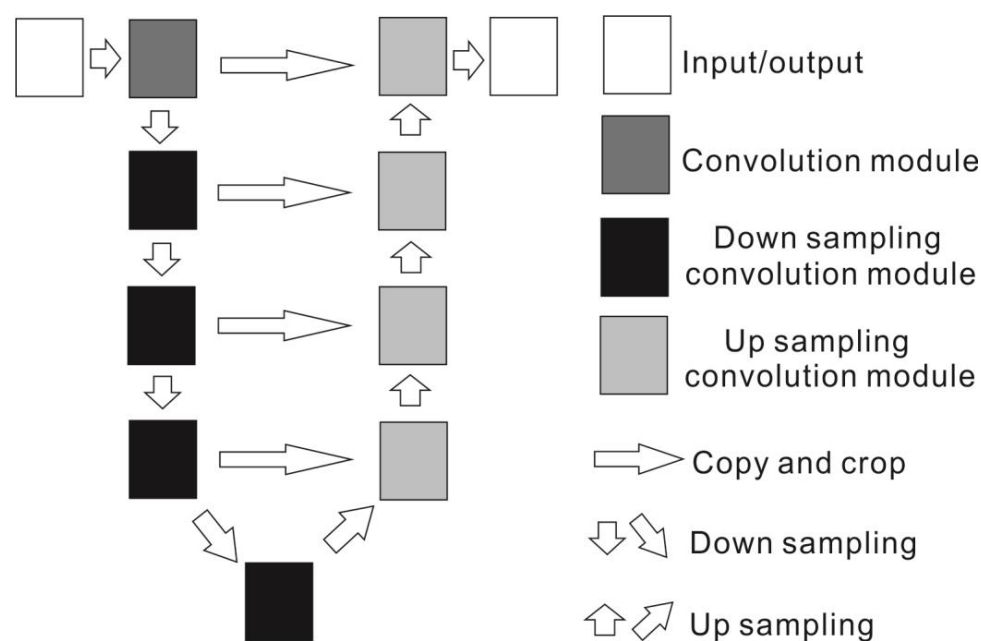 Input/output
Convolution module
Down sampling
convolution module
Up sampling
convolution module
Copy and crop
Down sampling
Up sampling